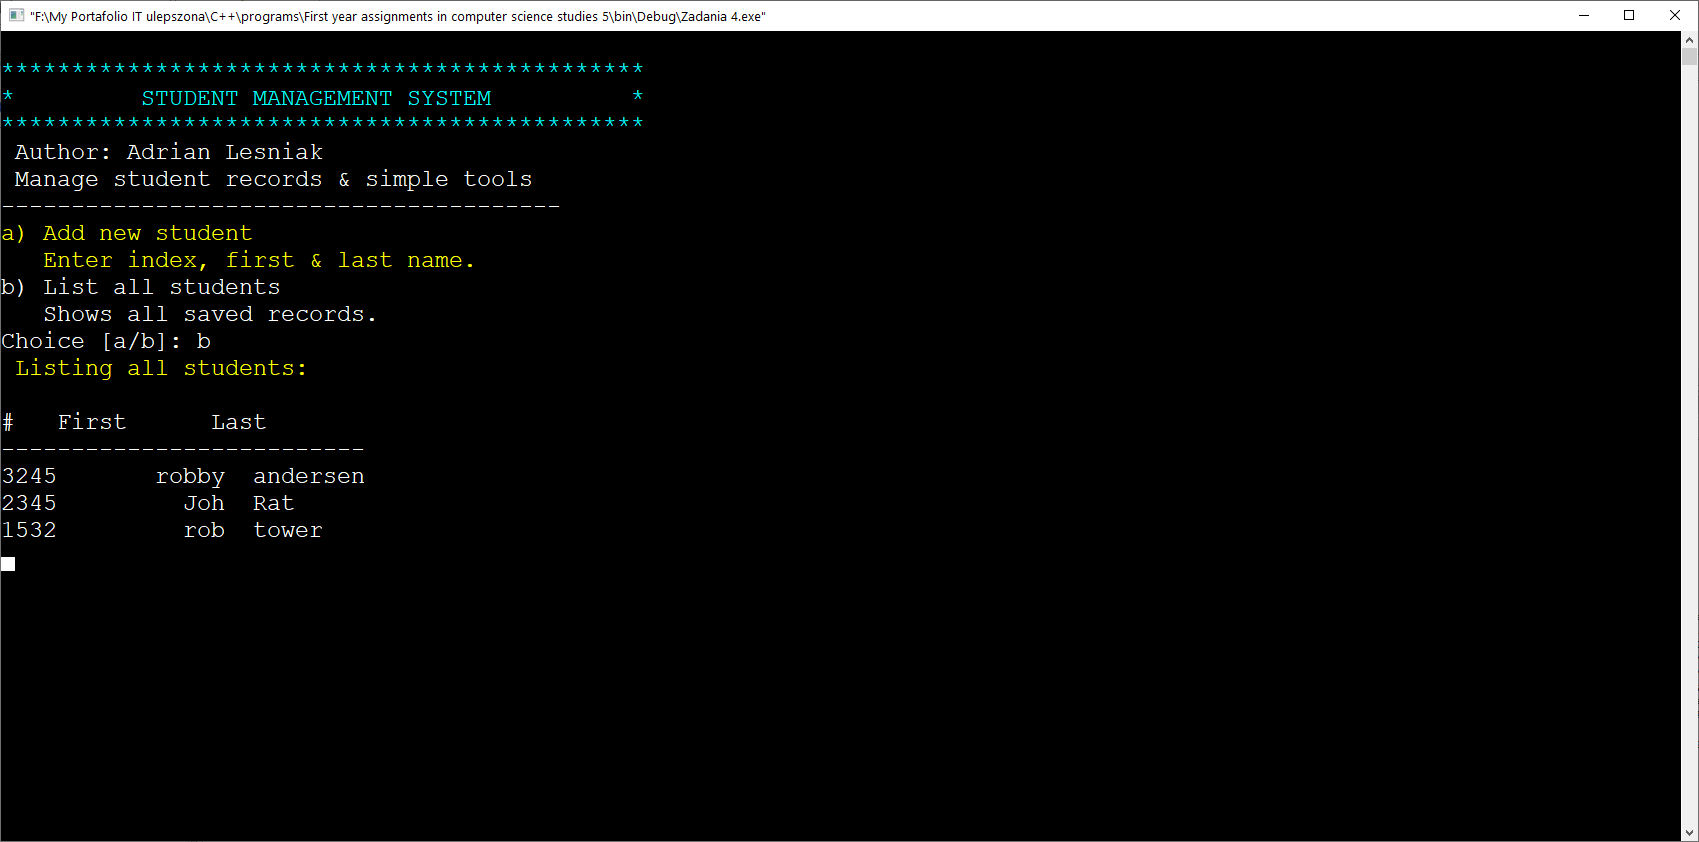 "F:\My Portafolio IT ulepszona\C++\programs\First year assignments in computer science studies 5\bin\Debug\Zadania 4.exe"
**********************************************
*         STUDENT MANAGEMENT SYSTEM          *
**********************************************
 Author: Adrian Lesniak
 Manage student records & simple tools
----------------------------------------
a) Add new student
   Enter index, first & last name.
b) List all students
   Shows all saved records.
Choice [a/b]: b
 Listing all students:
#   First      Last
--------------------------
3245       robby  andersen
2345         Joh  Rat
1532         rob  tower